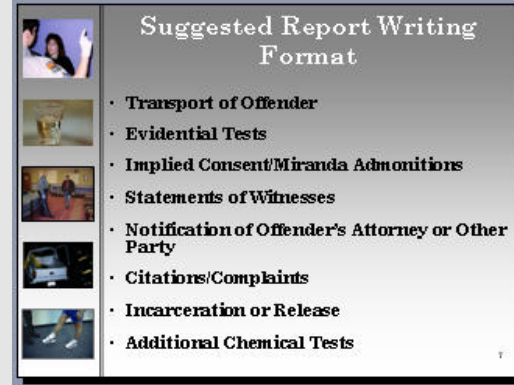 Suggested Report Writing
Format
· Transport of Offender
· Evidential Tests
· Implied Consent/Miranda Admonitions
· Statements of Witnesses
· Notification of Offender's Attorney or Other
Party
· Citations/Complaints
· Incarceration or Release
· Additional Chemical Tests
7